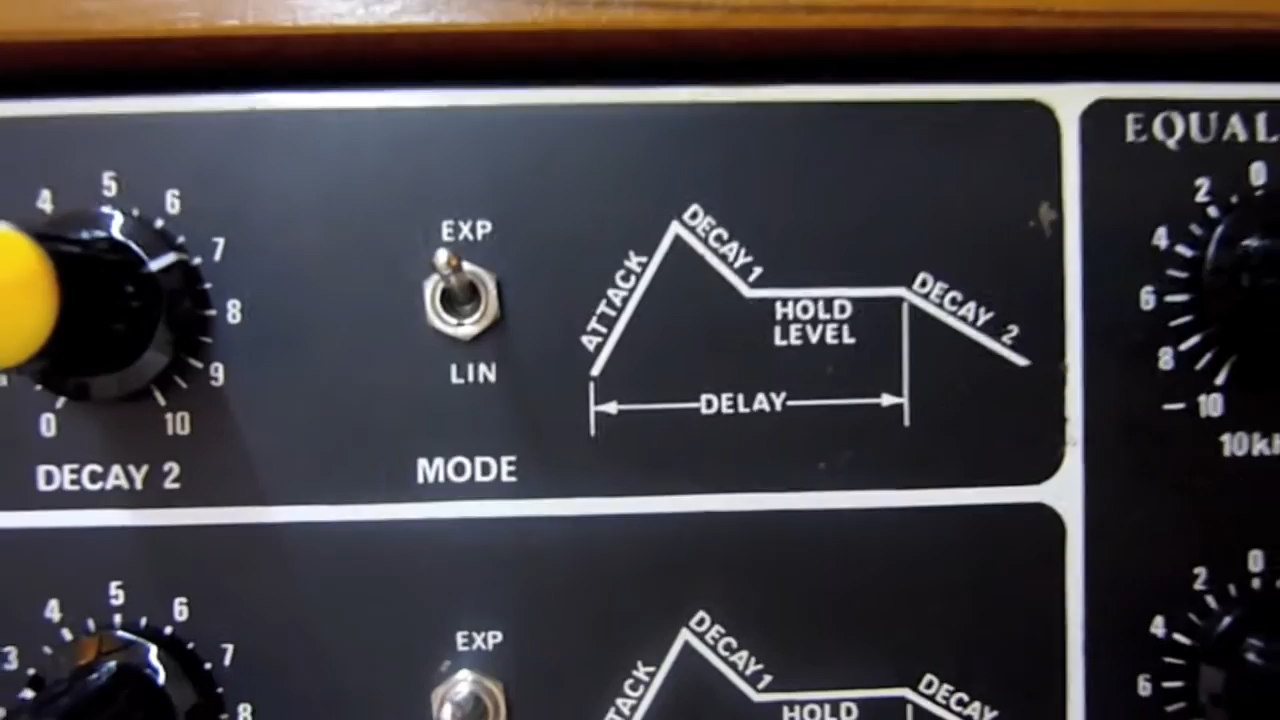 EQUAL
5
4
6
7
8
9
0
10
DECAY 2
EXP
LIN
MODE
ATTACK
DECAY 1
HOLD
LEVEL
DECAY 2
DELAY
0
2
4
6
8
10
10k
5
4
6
3
7
8
EXP
TACK
DECAY 1
HOLD
DECAY
0
2
4
6